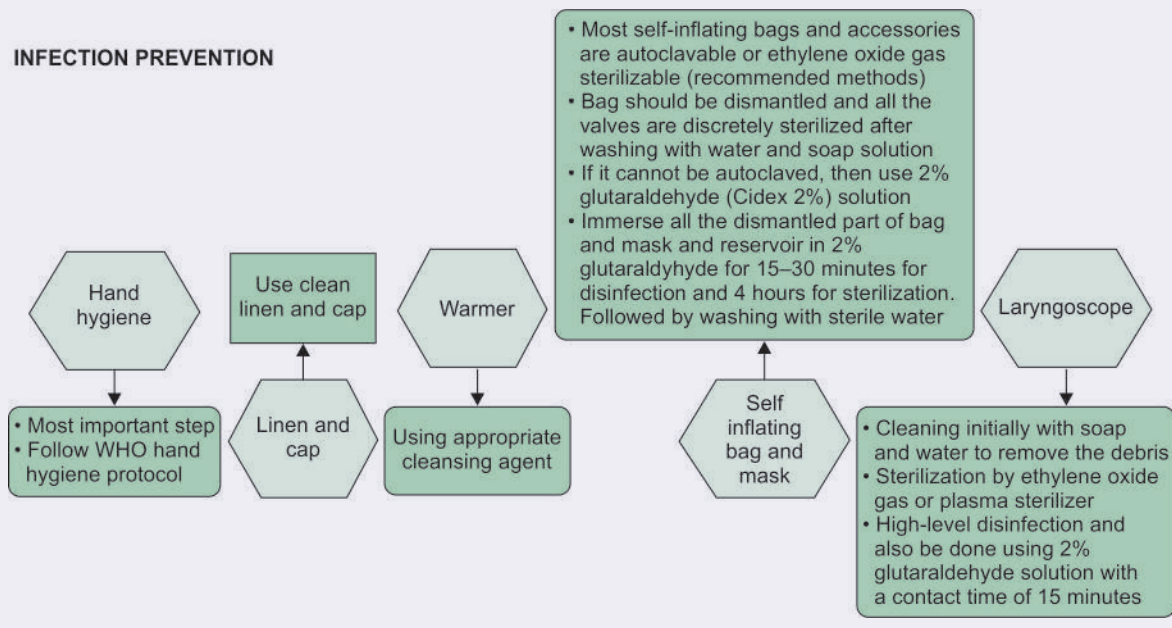 INFECTION PREVENTION
• Most self-inflating bags and accessories
are autoclavable or ethylene oxide gas
sterilizable (recommended methods)
• Bag should be dismantled and all the
valves are discretely sterilized after
washing with water and soap solution
• If it cannot be autoclaved, then use 2%
glutaraldehyde (Cidex 2%) solution
• Immerse all the dismantled part of bag
and mask and reservoir in 2%
glutaraldyhyde for 15–30 minutes for
disinfection and 4 hours for sterilization.
Followed by washing with sterile water
Hand
hygiene
• Most important step
• Follow WHO hand
hygiene protocol
Use clean
linen and cap
Linen and
cap
Warmer
Using appropriate
cleansing agent
Self
inflating
bag and
mask
Laryngoscope
• Cleaning initially with soap
and water to remove the debris
• Sterilization by ethylene oxide
gas or plasma sterilizer
• High-level disinfection and
also be done using 2%
glutaraldehyde solution with
a contact time of 15 minutes